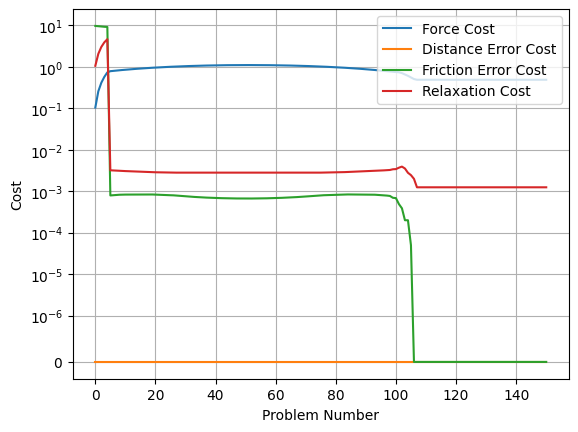 Force Cost
Distance Error Cost
Friction Error Cost
Relaxation Cost
Cost
10¹
10⁰
10⁻¹
10⁻²
10⁻³
10⁻⁴
10⁻⁵
10⁻⁶
0
0 20 40 60 80 100 120 140
Problem Number